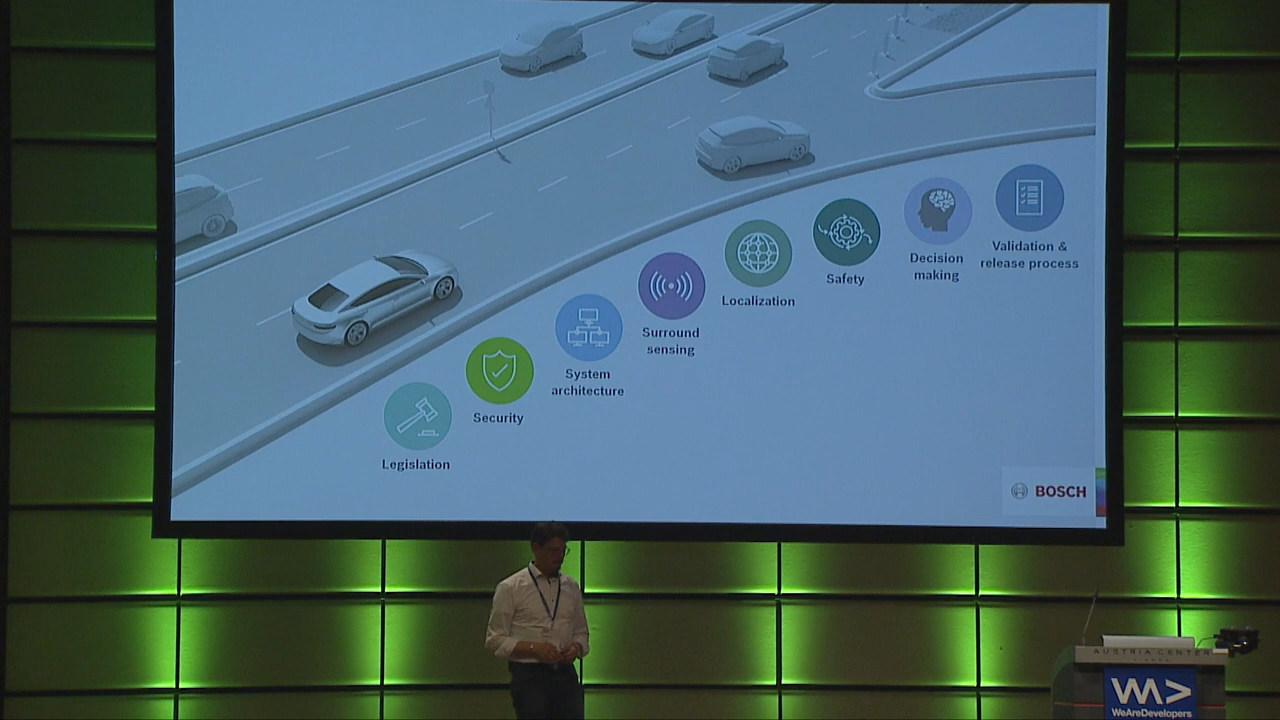 Validation &
release process
Decision
making
Safety
Localization
Surround
sensing
System
architecture
Security
Legislation
BOSCH
AUSTRIA CENTER
WeAreDevelopers